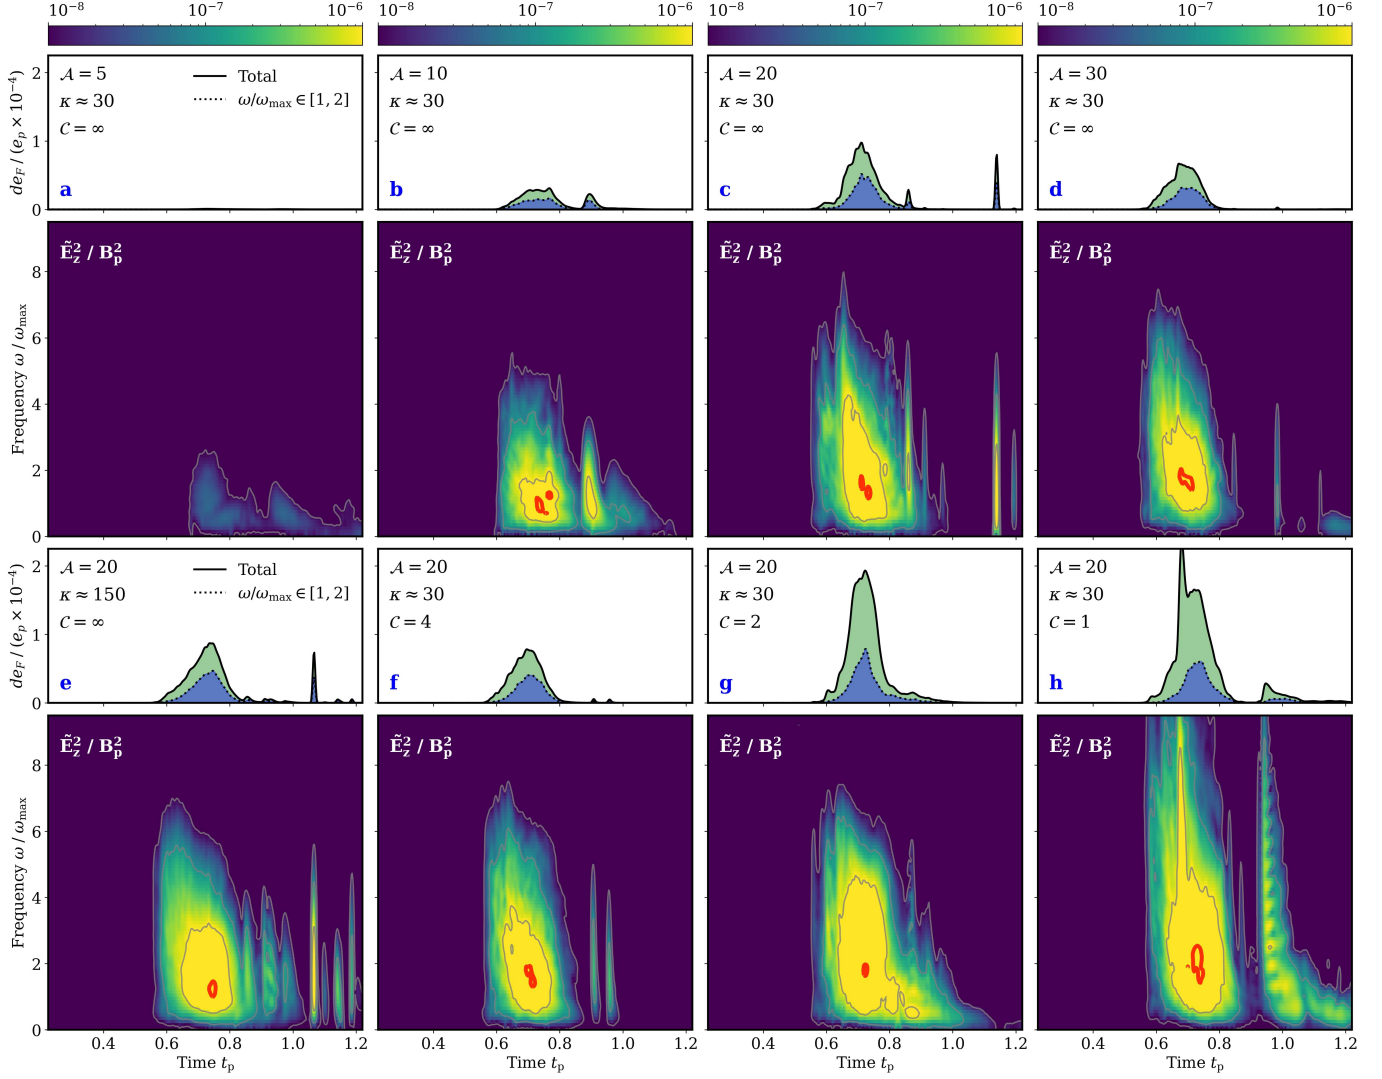 10⁻⁸ 10⁻⁷ 10⁻⁶ 10⁻⁸ 10⁻⁷ 10⁻⁶ 10⁻⁸ 10⁻⁷ 10⁻⁶ 10⁻⁸ 10⁻⁷ 10⁻⁶
de_F / (e_p × 10⁻⁴)
2
1
0
𝒜 = 5
κ ≈ 30
𝒞 = ∞
Total
ω/ω_max ∈ [1, 2]
a
𝒜 = 10
κ ≈ 30
𝒞 = ∞
b
𝒜 = 20
κ ≈ 30
𝒞 = ∞
c
𝒜 = 30
κ ≈ 30
𝒞 = ∞
d
Frequency ω / ω_max
8
6
4
2
0
Ẽ_z² / B_p²
Ẽ_z² / B_p²
Ẽ_z² / B_p²
Ẽ_z² / B_p²
de_F / (e_p × 10⁻⁴)
2
1
0
𝒜 = 20
κ ≈ 150
𝒞 = ∞
Total
ω/ω_max ∈ [1, 2]
e
𝒜 = 20
κ ≈ 30
𝒞 = 4
f
𝒜 = 20
κ ≈ 30
𝒞 = 2
g
𝒜 = 20
κ ≈ 30
𝒞 = 1
h
Frequency ω / ω_max
8
6
4
2
0
Ẽ_z² / B_p²
Ẽ_z² / B_p²
Ẽ_z² / B_p²
Ẽ_z² / B_p²
0.4 0.6 0.8 1.0 1.2 0.4 0.6 0.8 1.0 1.2 0.4 0.6 0.8 1.0 1.2 0.4 0.6 0.8 1.0 1.2
Time t_p Time t_p Time t_p Time t_p